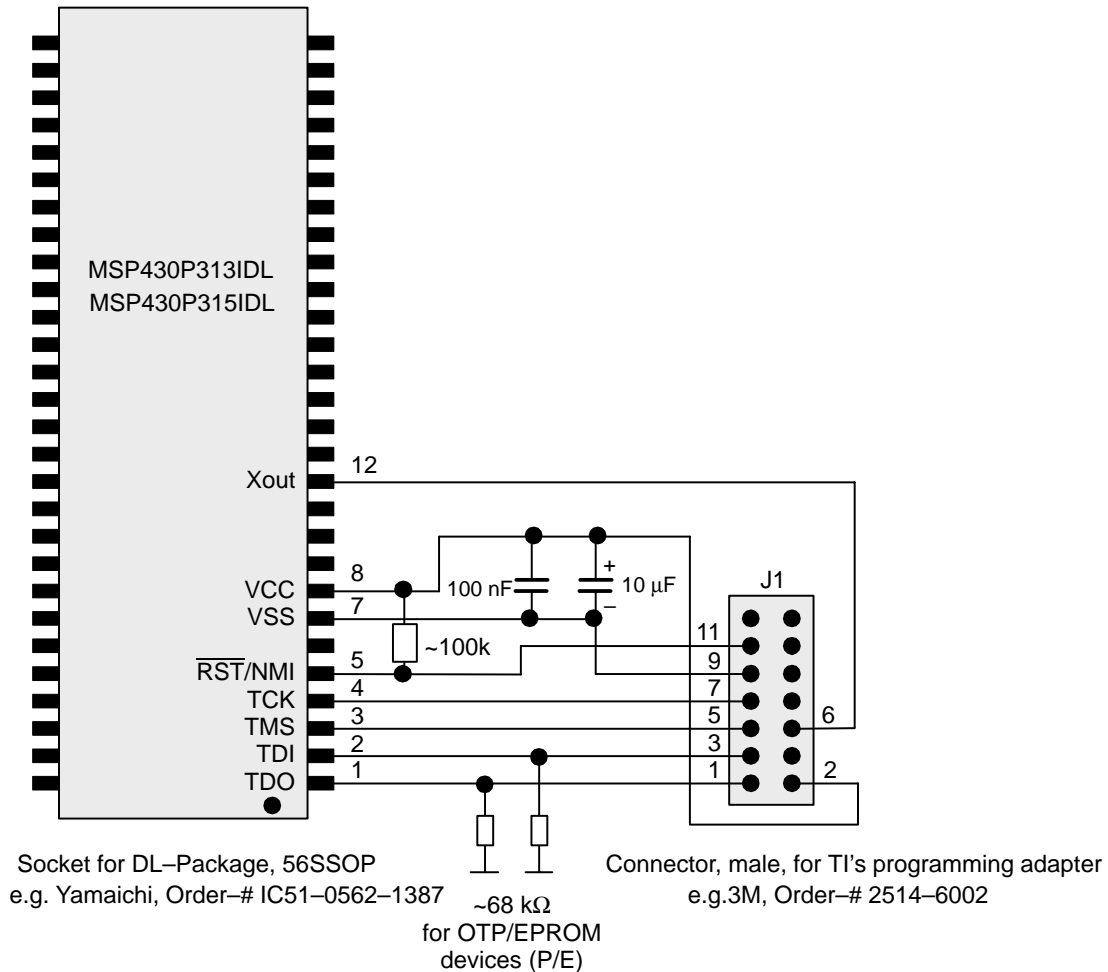 MSP430P313IDL
MSP430P315IDL
Xout
12
VCC
8
100 nF
+
10 μF
–
J1
VSS
7
~100k
11
RST/NMI
5
9
TCK
4
7
TMS
3
5
6
TDI
2
3
TDO
1
1
2
Socket for DL–Package, 56SSOP
e.g. Yamaichi, Order–# IC51–0562–1387
~68 kΩ
for OTP/EPROM
devices (P/E)
Connector, male, for TI's programming adapter
e.g.3M, Order–# 2514–6002